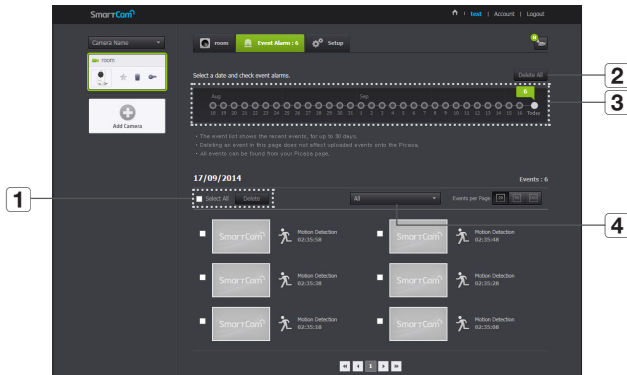 SmartCam
test | Account | Logout
Camera Name
room
Event Alarm : 6
Setup
room
Add Camera
Select a date and check event alarms.
Delete All
2
6
3
Aug
Sep
18 19 20 21 22 23 24 25 26 27 28 29 30 31 1 2 3 4 5 6 7 8 9 10 11 12 13 14 15 16 Today
• The event list shows the recent events, for up to 30 days.
• Deleting an event in this page does not affect uploaded events onto the Picasa.
• All events can be found from your Picasa page.
17/09/2014
Events : 6
1
Select All
Delete
All
Events per Page
4
SmartCam
Motion Detection
02:35:58
SmartCam
Motion Detection
02:35:48
SmartCam
Motion Detection
02:35:38
SmartCam
Motion Detection
02:35:28
SmartCam
Motion Detection
02:35:18
SmartCam
Motion Detection
02:35:08
1